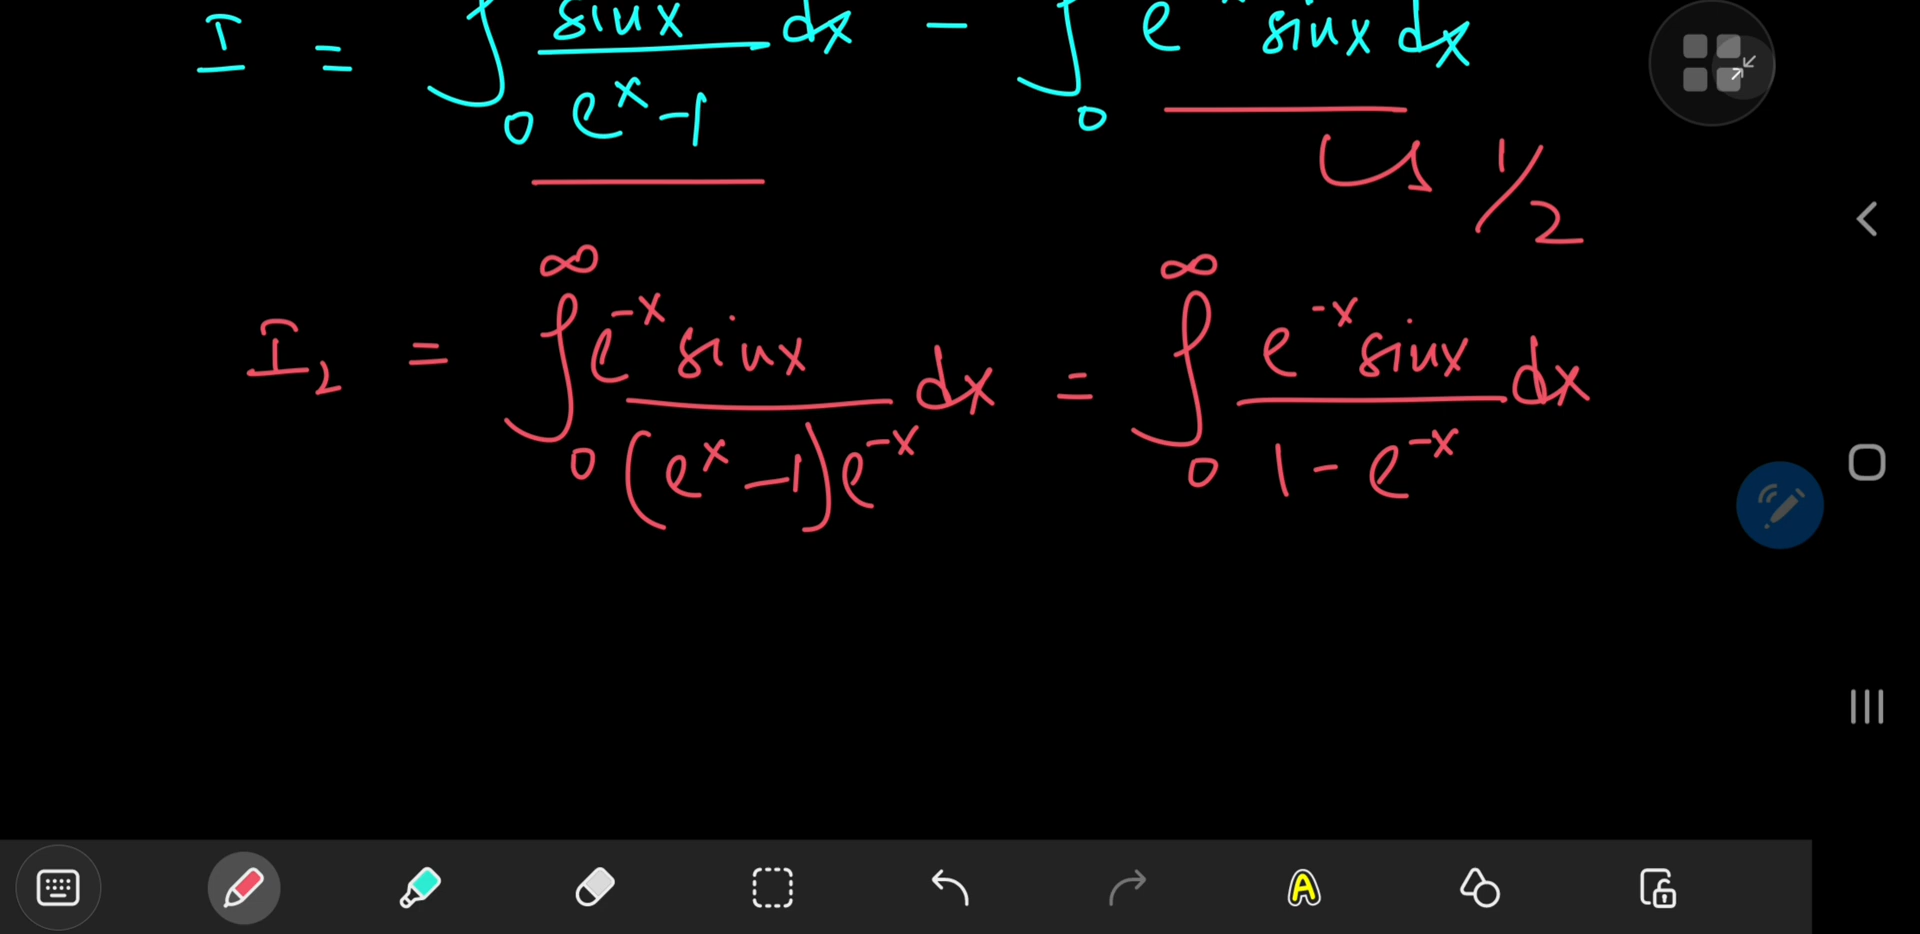 I = ∫₀ sinx/(eˣ-1) dx - ∫₀ e⁻ˣ sinx dx
↳ 1/2
I₂ = ∫₀^∞ e⁻ˣ sinx/((eˣ-1)e⁻ˣ) dx = ∫₀^∞ e⁻ˣ sinx/(1-e⁻ˣ) dx
A